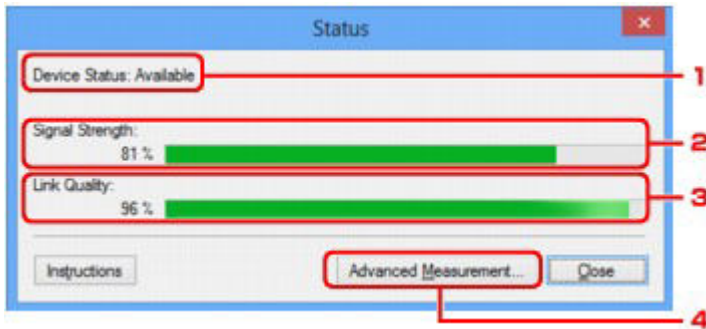 Status
Device Status: Available
1
Signal Strength:
81 %
2
Link Quality:
96 %
3
Instructions
Advanced Measurement...
Close
4